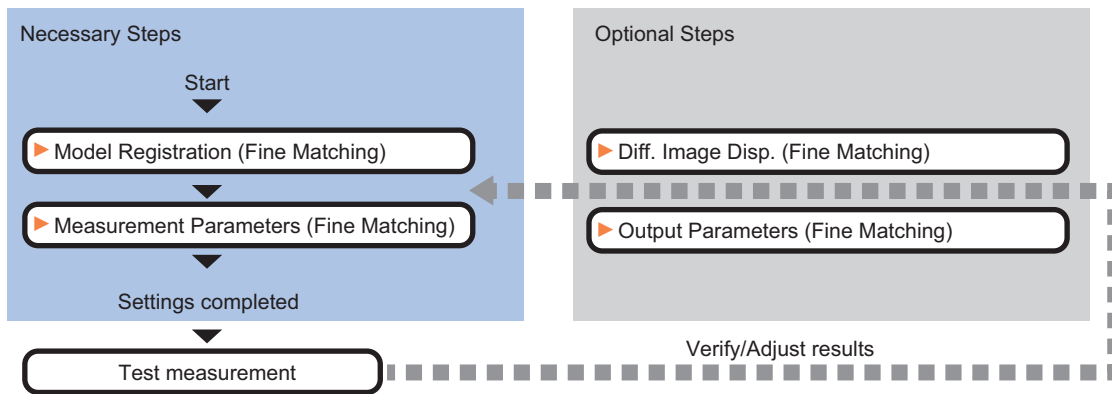 Necessary Steps
Start
Model Registration (Fine Matching)
Measurement Parameters (Fine Matching)
Settings completed
Test measurement
Optional Steps
Diff. Image Disp. (Fine Matching)
Output Parameters (Fine Matching)
Verify/Adjust results